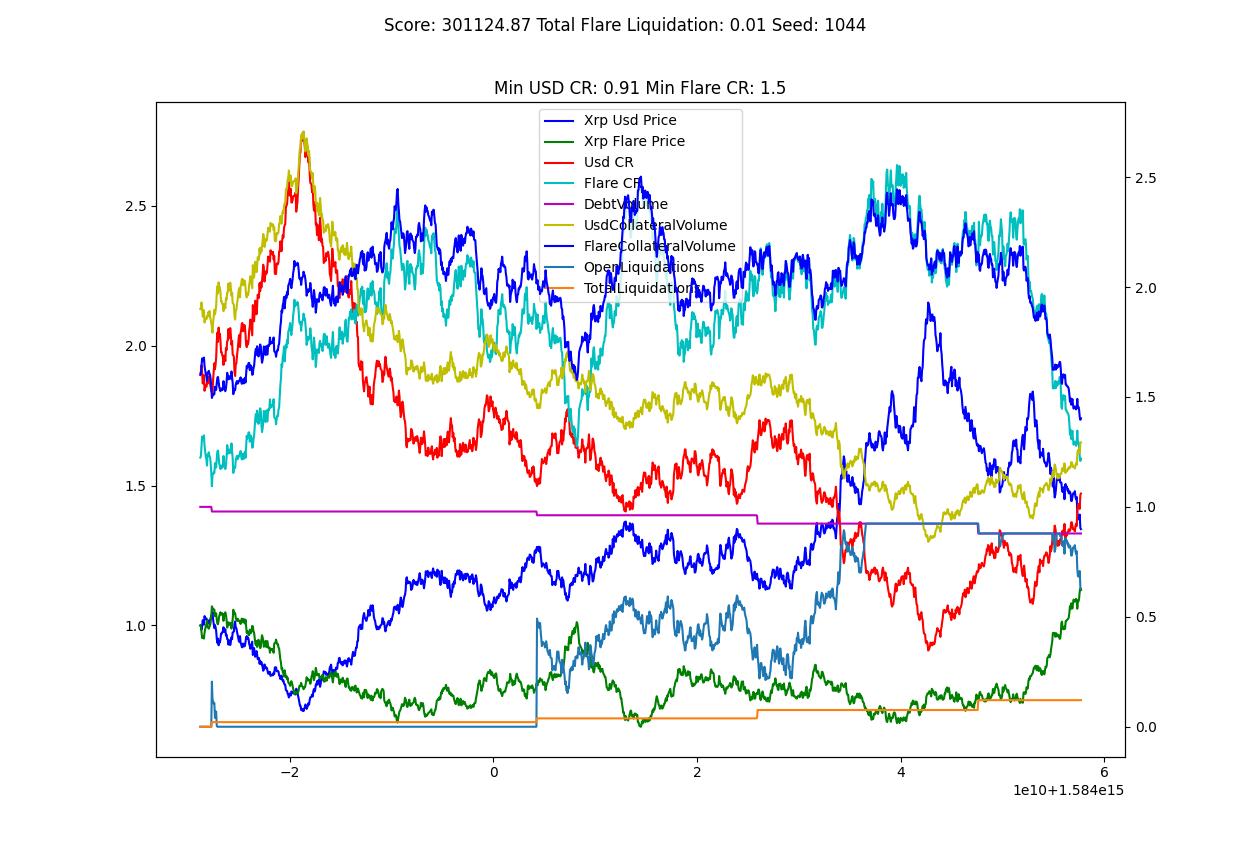 Score: 301124.87 Total Flare Liquidation: 0.01 Seed: 1044
Min USD CR: 0.91 Min Flare CR: 1.5
Xrp Usd Price
Xrp Flare Price
Usd CR
Flare CR
DebtVolume
UsdCollateralVolume
FlareCollateralVolume
OpenLiquidations
TotalLiquidations
2.5
2.0
1.5
1.0
2.5
2.0
1.5
1.0
0.5
0.0
−2 0 2 4 6
1e10+1.584e15